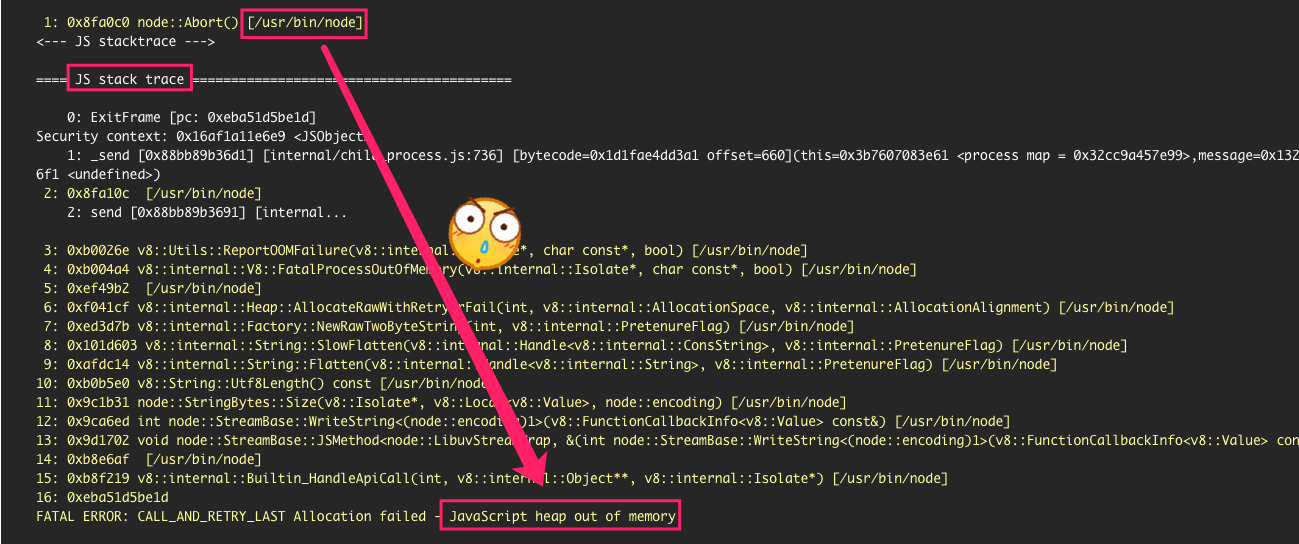 1: 0x8fa0c0 node::Abort() [/usr/bin/node]
<--- JS stacktrace --->
==== JS stack trace =========================================
0: ExitFrame [pc: 0xeba51d5be1d]
Security context: 0x16af1a11e6e9 <JSObject>
1: _send [0x88bb89b36d1] [internal/child_process.js:736] [bytecode=0x1d1fae4dd3a1 offset=660](this=0x3b7607083e61 <process map = 0x32cc9a457e99>,message=0x132
6f1 <undefined>)
2: 0x8fa10c [/usr/bin/node]
2: send [0x88bb89b3691] [internal...
3: 0xb0026e v8::Utils::ReportOOMFailure(v8::internal *, char const*, bool) [/usr/bin/node]
4: 0xb004a4 v8::internal::V8::FatalProcessOutOfMemory(v8::internal::Isolate*, char const*, bool) [/usr/bin/node]
5: 0xef49b2 [/usr/bin/node]
6: 0xf041cf v8::internal::Heap::AllocateRawWithRetryOrFail(int, v8::internal::AllocationSpace, v8::internal::AllocationAlignment) [/usr/bin/node]
7: 0xed3d7b v8::internal::Factory::NewRawTwoByteString(int, v8::internal::PretenureFlag) [/usr/bin/node]
8: 0x101d603 v8::internal::String::SlowFlatten(v8::internal::Handle<v8::internal::ConsString>, v8::internal::PretenureFlag) [/usr/bin/node]
9: 0xafdc14 v8::internal::String::Flatten(v8::internal::Handle<v8::internal::String>, v8::internal::PretenureFlag) [/usr/bin/node]
10: 0xb0b5e0 v8::String::Utf8Length() const [/usr/bin/node]
11: 0x9c1b31 node::StringBytes::Size(v8::Isolate*, v8::Local<v8::Value>, node::encoding) [/usr/bin/node]
12: 0x9ca6ed int node::StreamBase::WriteString<(node::encoding)1>(v8::FunctionCallbackInfo<v8::Value> const&) [/usr/bin/node]
13: 0x9d1702 void node::StreamBase::JSMethod<node::LibuvStreamWrap, &(int node::StreamBase::WriteString<(node::encoding)1>(v8::FunctionCallbackInfo<v8::Value> con
14: 0xb8e6af [/usr/bin/node]
15: 0xb8f219 v8::internal::Builtin_HandleApiCall(int, v8::internal::Object**, v8::internal::Isolate*) [/usr/bin/node]
16: 0xeba51d5be1d
FATAL ERROR: CALL_AND_RETRY_LAST Allocation failed - JavaScript heap out of memory